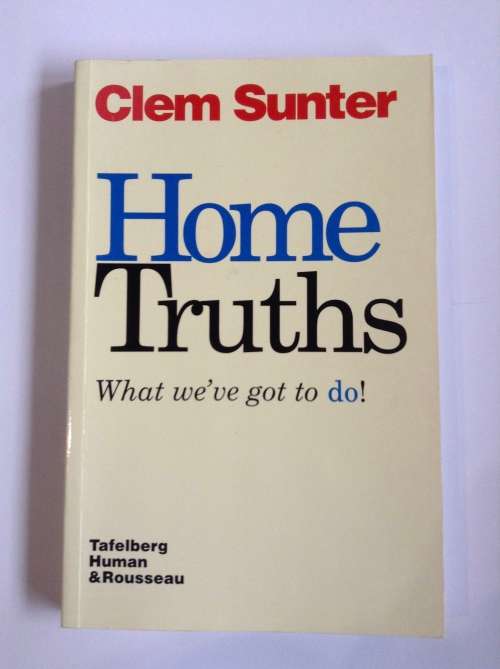 Clem Sunter
Home
Truths
What we've got to do!
Tafelberg
Human
&Rousseau